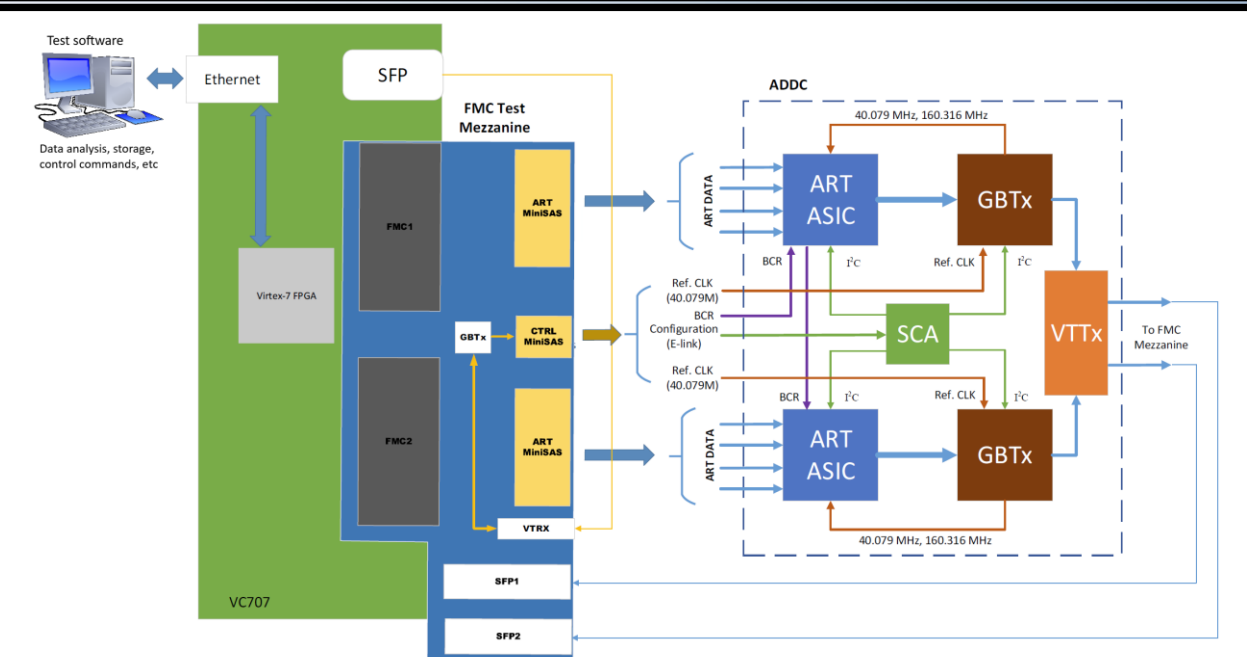 Test software
Ethernet
Data analysis, storage,
control commands, etc
SFP
Virtex-7 FPGA
VC707
FMC Test
Mezzanine
FMC1
FMC2
ART
MiniSAS
GBTx
CTRL
MiniSAS
ART
MiniSAS
VTRX
SFP1
SFP2
ADDC
40.079 MHz, 160.316 MHz
ART DATA
ART
ASIC
GBTx
BCR
I²C
Ref. CLK
I²C
Ref. CLK
(40.079M)
BCR
Configuration
(E-link)
Ref. CLK
(40.079M)
SCA
VTTx
To FMC
Mezzanine
BCR
I²C
Ref. CLK
I²C
ART DATA
ART
ASIC
GBTx
40.079 MHz, 160.316 MHz